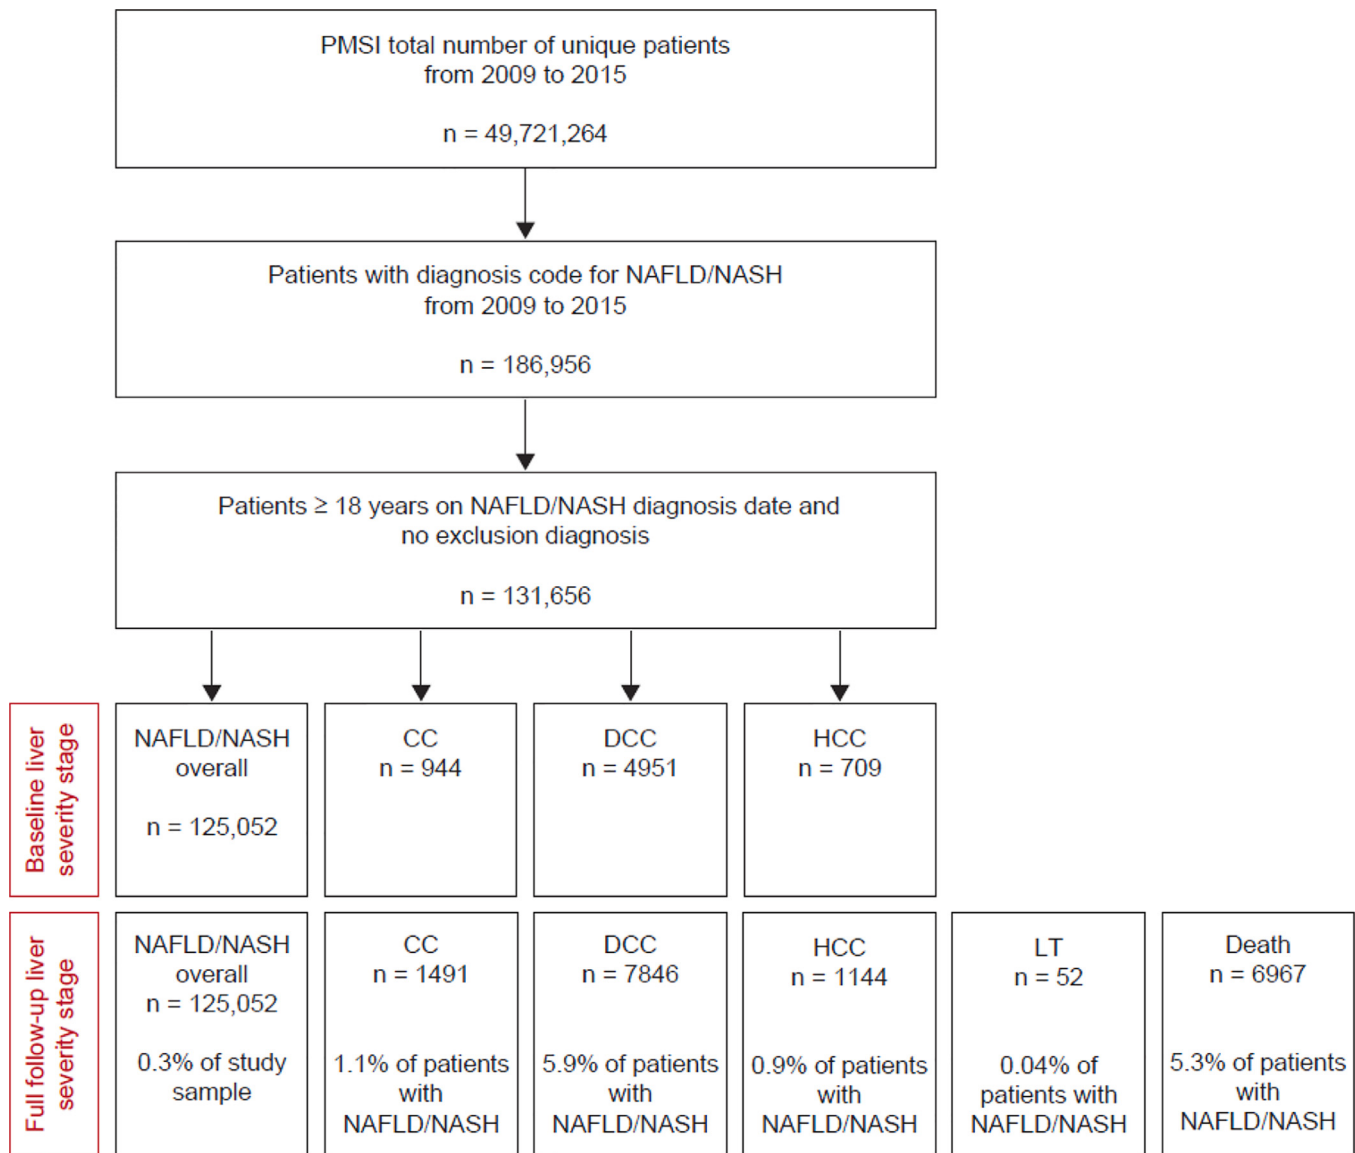 PMSI total number of unique patients
from 2009 to 2015
n = 49,721,264
Patients with diagnosis code for NAFLD/NASH
from 2009 to 2015
n = 186,956
Patients ≥ 18 years on NAFLD/NASH diagnosis date and
no exclusion diagnosis
n = 131,656
Baseline liver
severity stage
NAFLD/NASH
overall
n = 125,052
CC
n = 944
DCC
n = 4951
HCC
n = 709
Full follow-up liver
severity stage
NAFLD/NASH
overall
n = 125,052
0.3% of study
sample
CC
n = 1491
1.1% of patients
with
NAFLD/NASH
DCC
n = 7846
5.9% of patients
with
NAFLD/NASH
HCC
n = 1144
0.9% of patients
with
NAFLD/NASH
LT
n = 52
0.04% of
patients with
NAFLD/NASH
Death
n = 6967
5.3% of patients
with
NAFLD/NASH